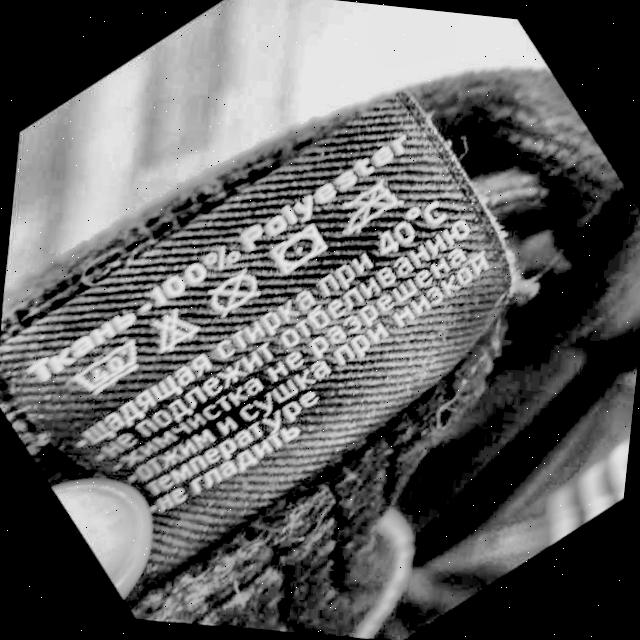 Ткань: 100% Polyester
Щадящая стирка при 40°C
Не подлежит отбеливанию
Химчистка не разрешена
Отжим и сушка при низкой
температуре
Не гладить